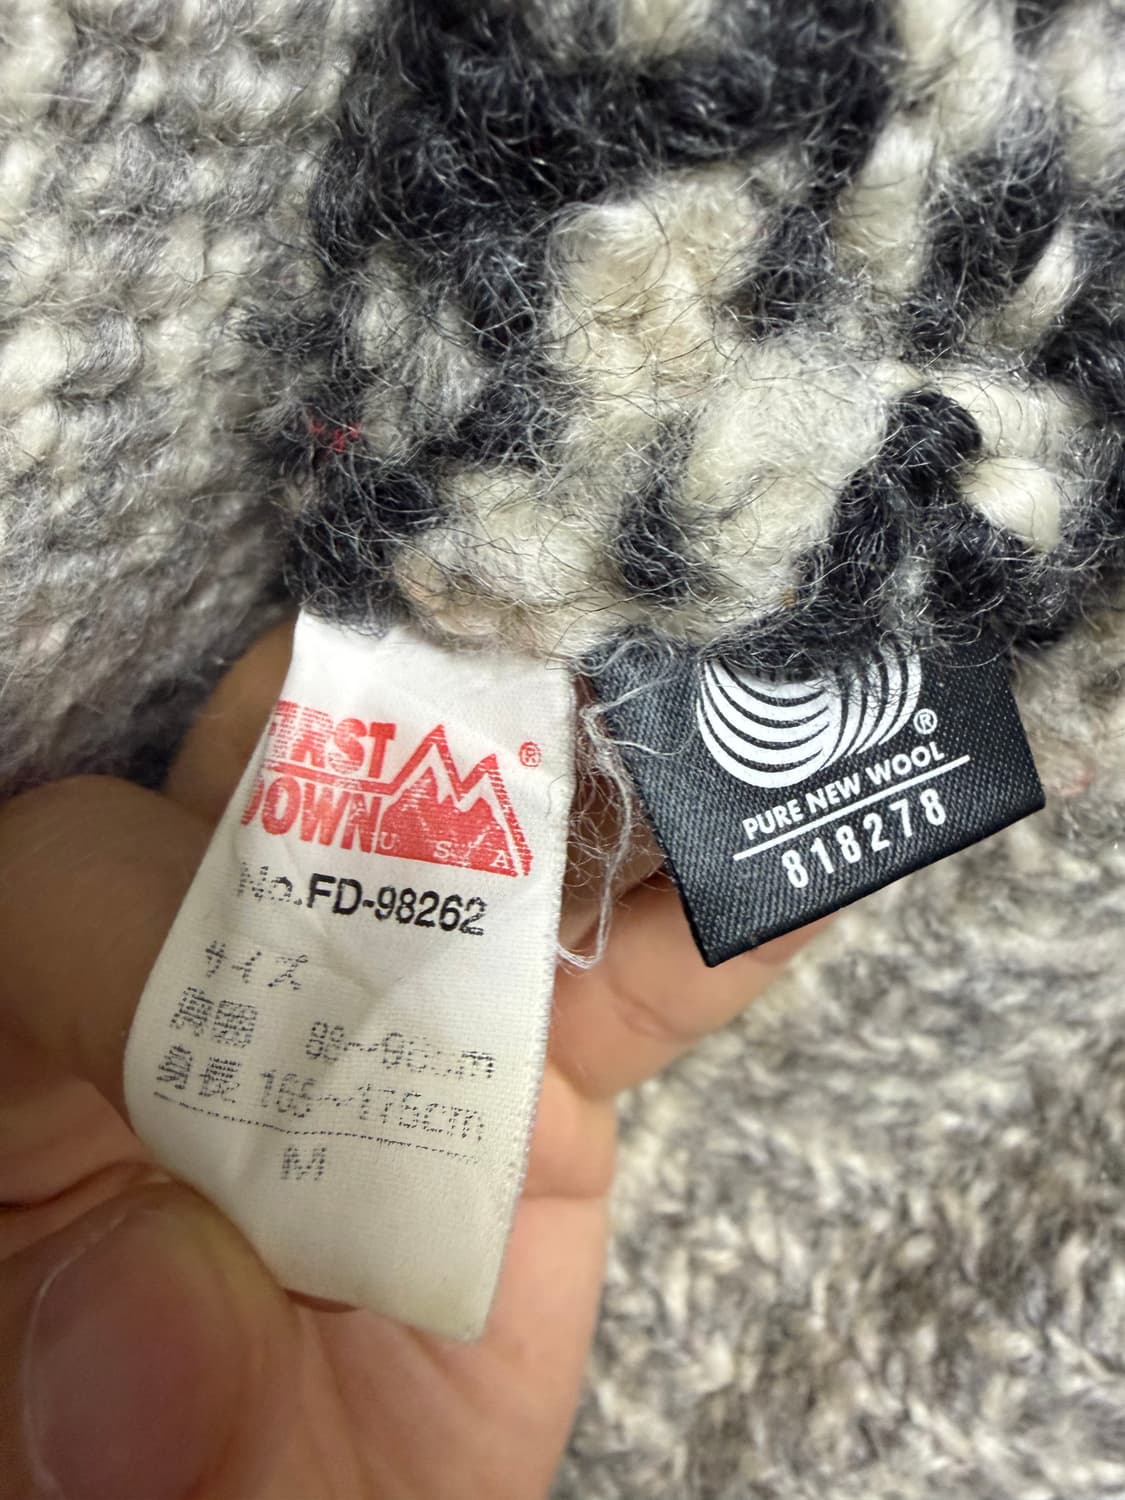 FIRST
DOWN
U S A
®
No.FD-98262
サイズ
胸囲 88~96cm
身長 165~175cm
M
®
PURE NEW WOOL
818278